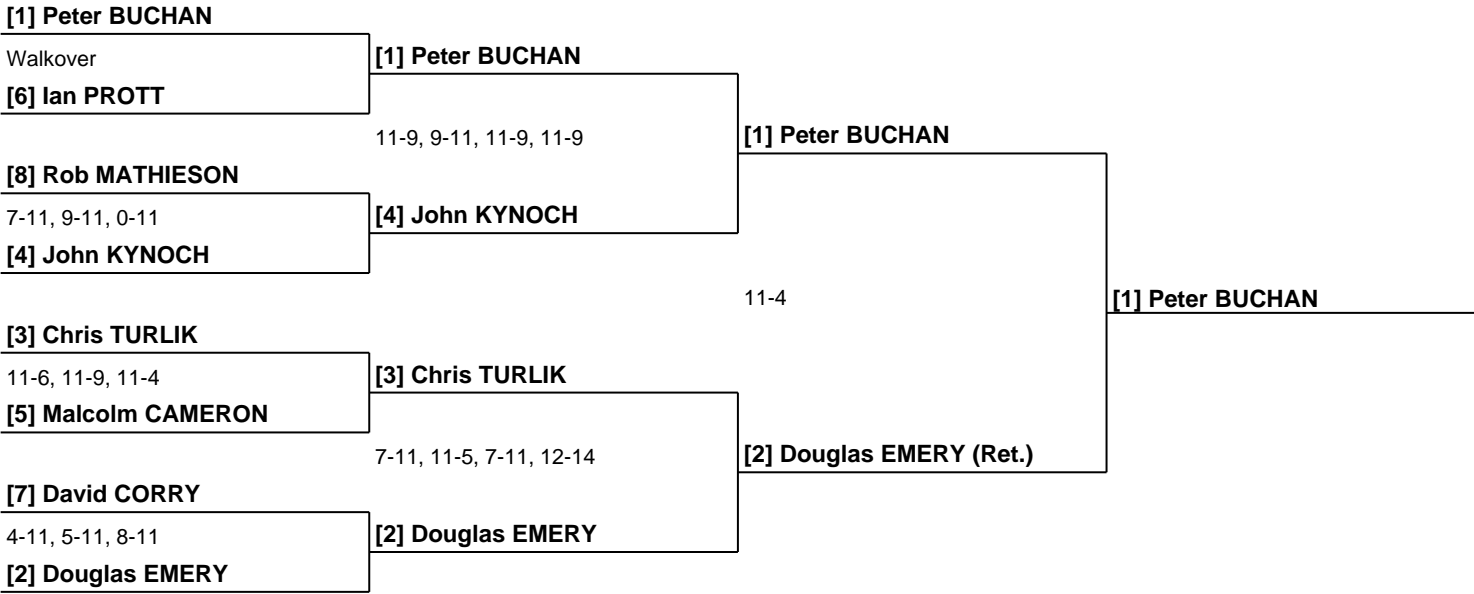 [1] Peter BUCHAN
Walkover
[6] Ian PROTT
[8] Rob MATHIESON
7-11, 9-11, 0-11
[4] John KYNOCH
[3] Chris TURLIK
11-6, 11-9, 11-4
[5] Malcolm CAMERON
[7] David CORRY
4-11, 5-11, 8-11
[2] Douglas EMERY
[1] Peter BUCHAN
11-9, 9-11, 11-9, 11-9
[4] John KYNOCH
[3] Chris TURLIK
7-11, 11-5, 7-11, 12-14
[2] Douglas EMERY
[1] Peter BUCHAN
11-4
[2] Douglas EMERY (Ret.)
[1] Peter BUCHAN